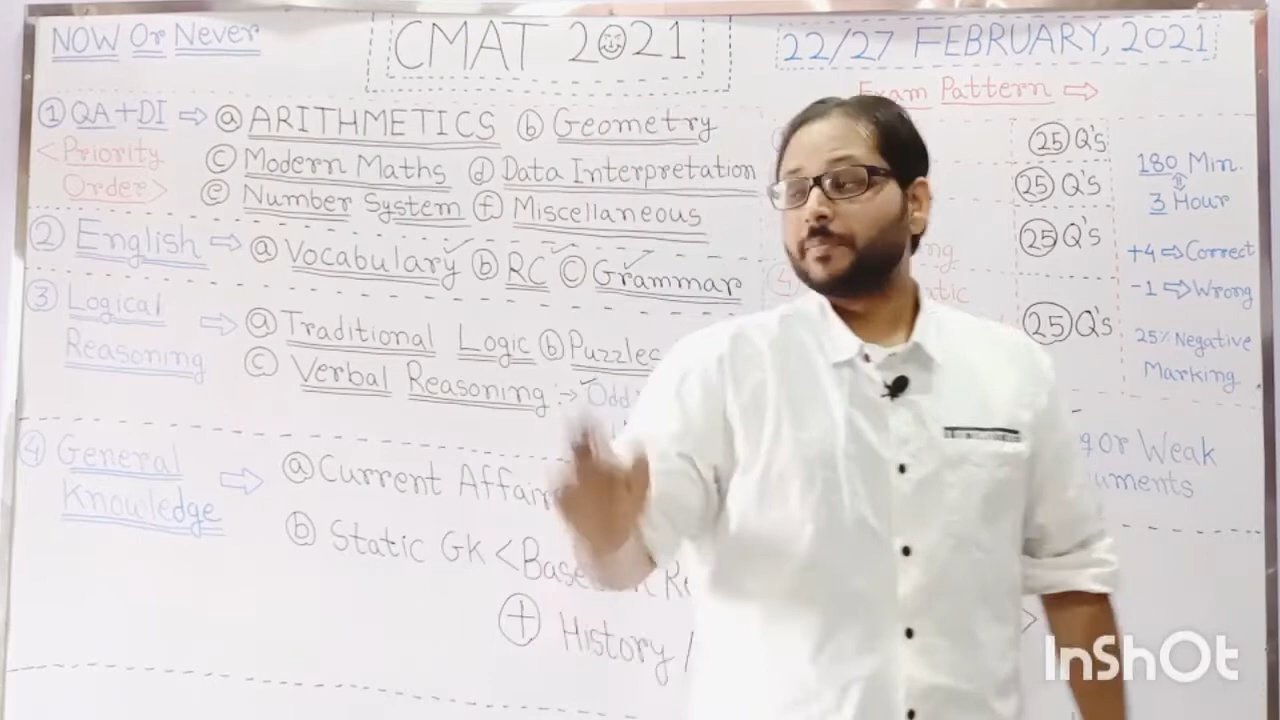 NOW Or Never
CMAT 2021
22/27 FEBRUARY, 2021
① QA+DI ⇨ ⓐ ARITHMETICS ⓑ Geometry
<Priority Order>
ⓒ Modern Maths ⓓ Data Interpretation
ⓔ Number System ⓕ Miscellaneous
② English ⇨ ⓐ Vocabulary ⓑ RC ⓒ Grammar
③ Logical Reasoning ⇨ ⓐ Traditional Logic ⓑ Puzzles
ⓒ Verbal Reasoning :→ Odd
④ General Knowledge ⇨ ⓐ Current
ⓑ Static GK <
+ History /
Exam Pattern ⇨
25 Q's
25 Q's
25 Q's
25 Q's
180 Min.
3 Hour
+4 ⇨ Correct
-1 ⇨ Wrong
25% Negative
Marking
or Weak
InShOt